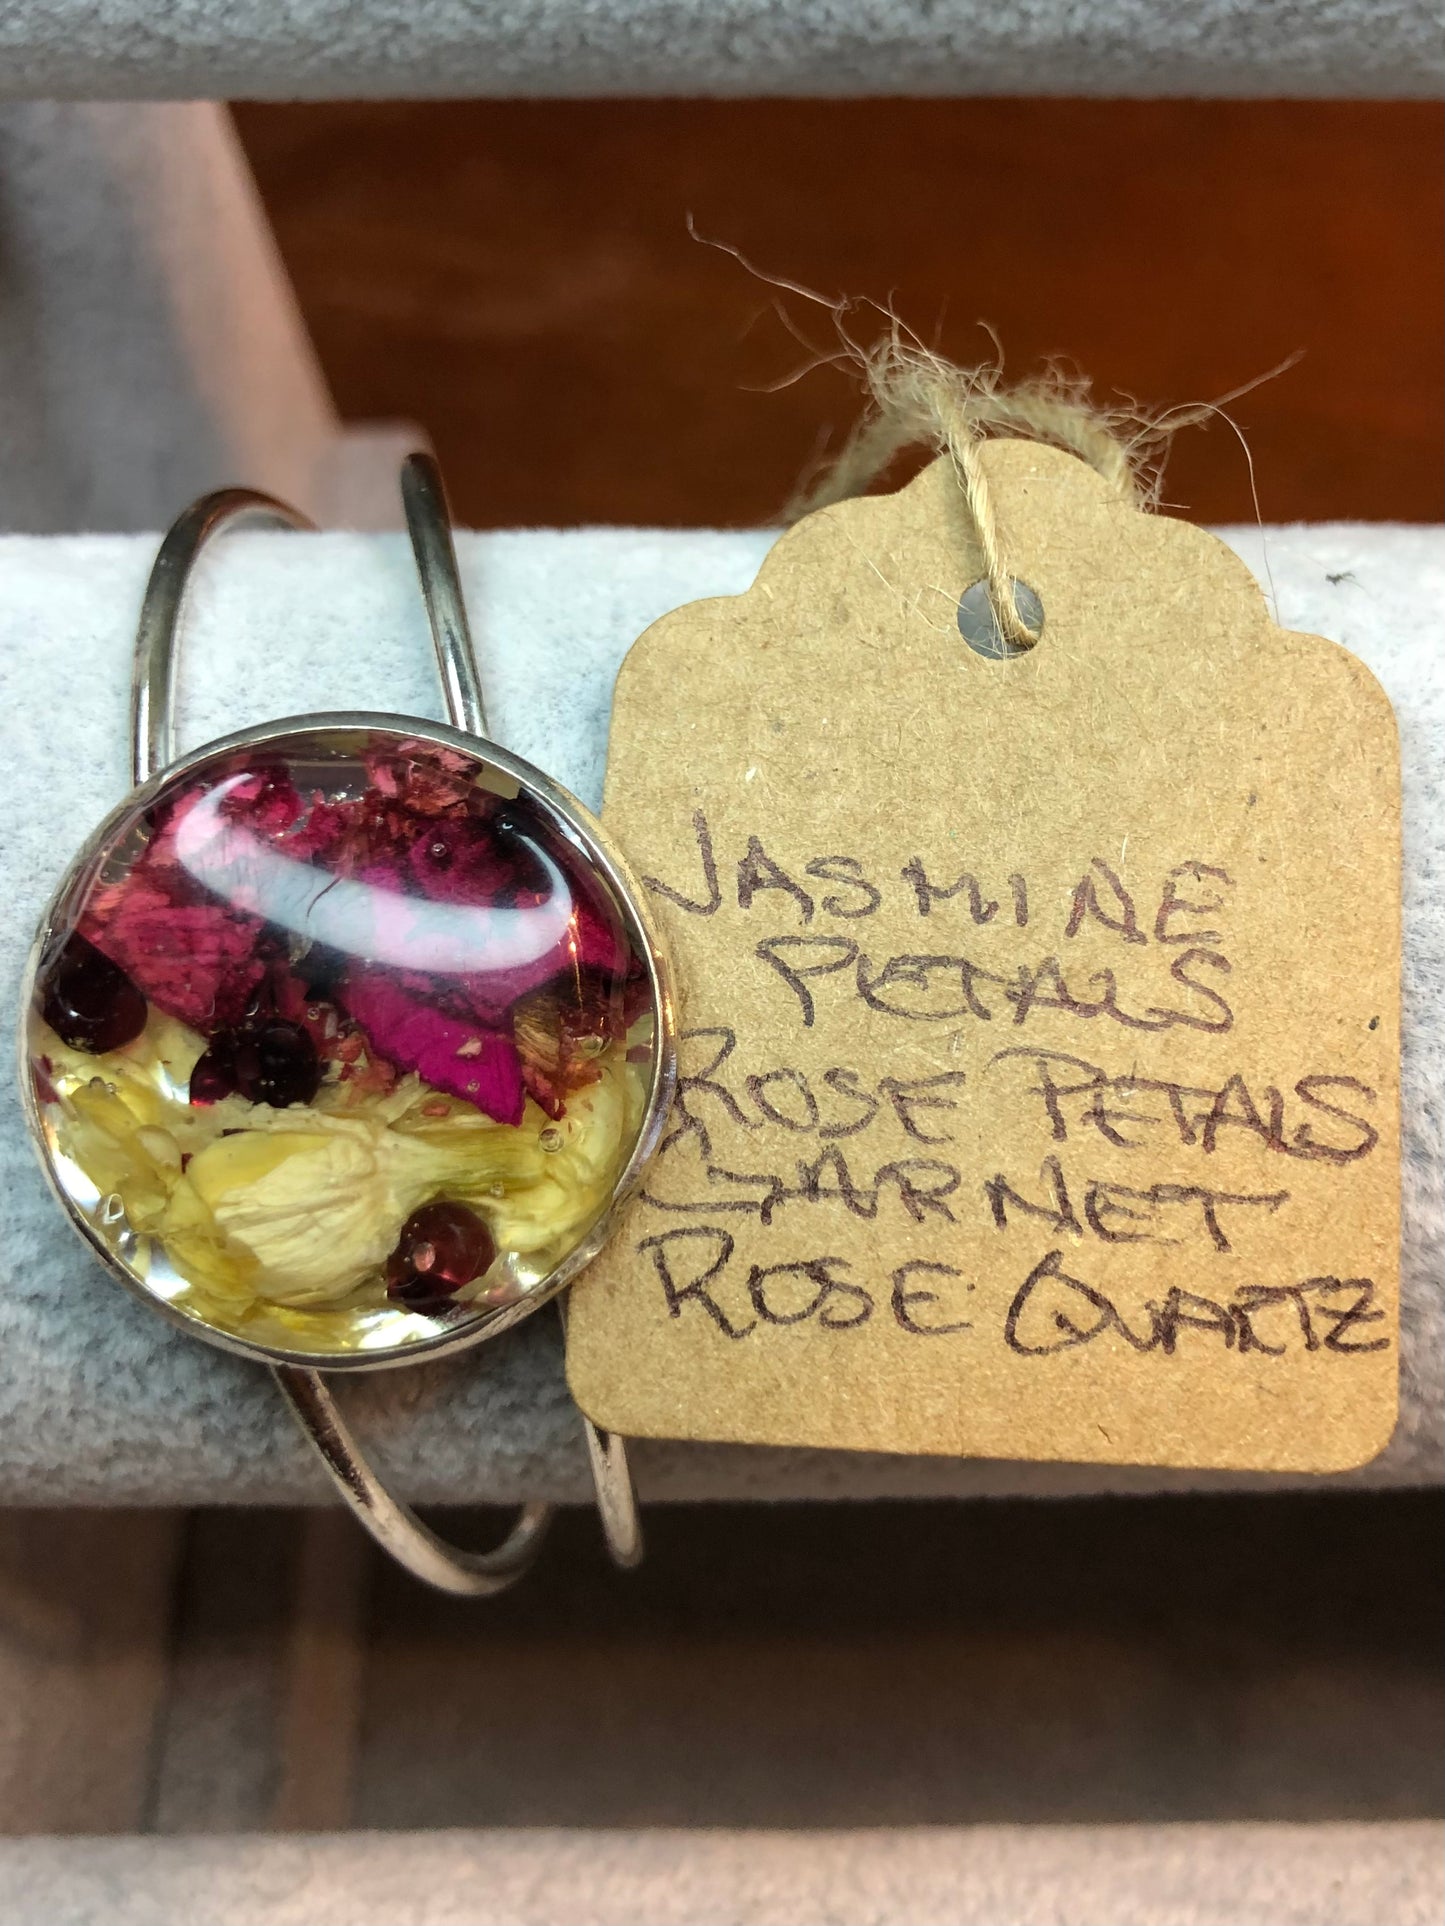 JASMINE
PETALS
ROSE PETALS
GARNET
ROSE QUARTZ